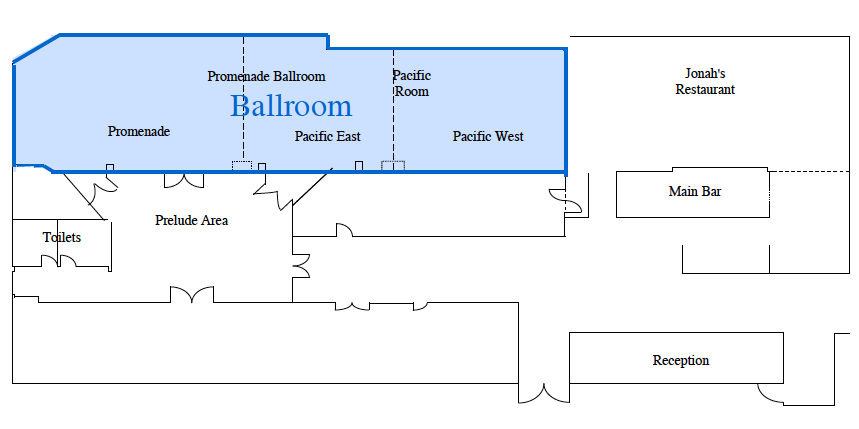 Promenade Ballroom
Pacific
Room
Jonah's
Restaurant
Ballroom
Promenade
Pacific East
Pacific West
Main Bar
Prelude Area
Toilets
Reception